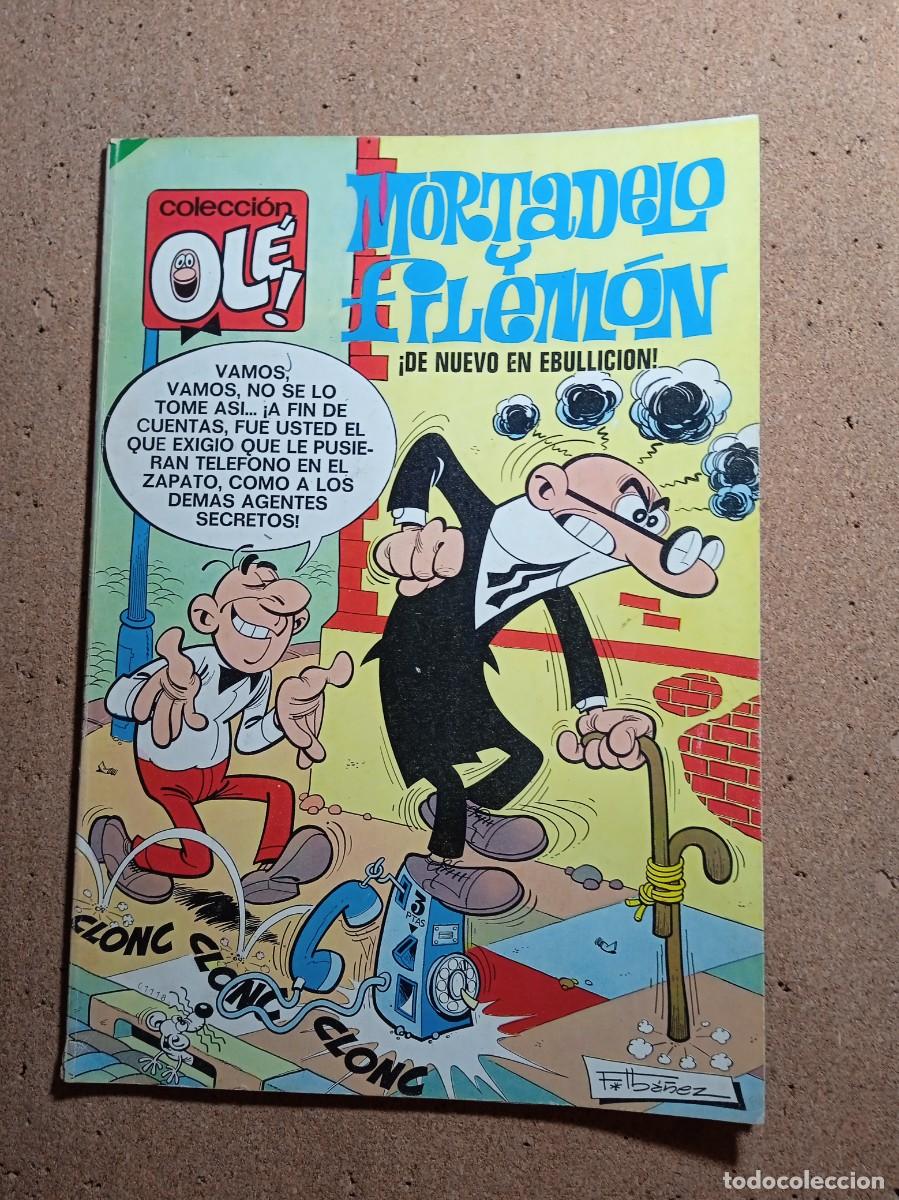 colección
OLÉ!
MORTADELO
Y
FILEMÓN
¡DE NUEVO EN EBULLICION!
VAMOS,
VAMOS, NO SE LO
TOME ASI... ¡A FIN DE
CUENTAS, FUE USTED EL
QUE EXIGIO QUE LE PUSIE-
RAN TELEFONO EN EL
ZAPATO, COMO A LOS
DEMAS AGENTES
SECRETOS!
3
PTAS
CLONC
CLONC
CLONC
F. Ibáñez
todocoleccion